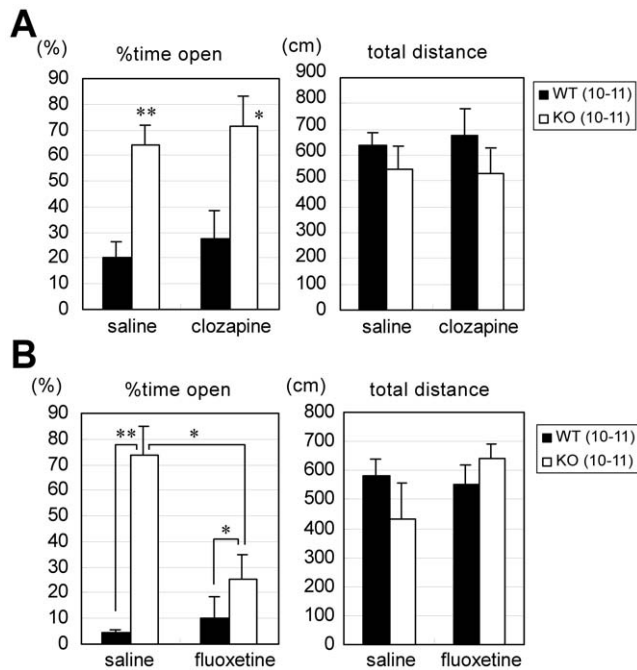 A
(%)
%time open
(cm)
total distance
90
80
70
60
50
40
30
20
10
0
**
*
saline
clozapine
900
800
700
600
500
400
300
200
100
0
saline
clozapine
WT (10-11)
KO (10-11)
B
(%)
%time open
(cm)
total distance
90
80
70
60
50
40
30
20
10
0
**
*
*
saline
fluoxetine
800
700
600
500
400
300
200
100
0
saline
fluoxetine
WT (10-11)
KO (10-11)